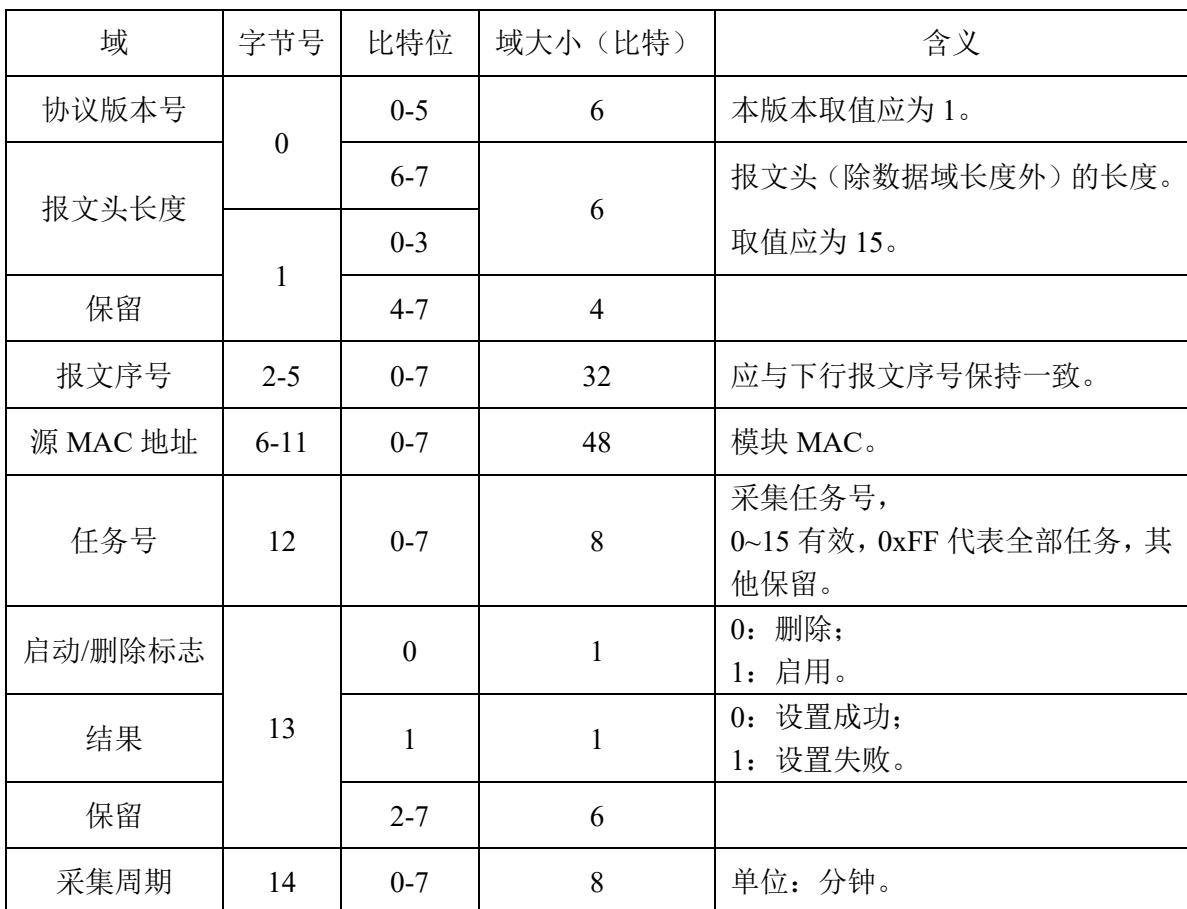 域 字节号 比特位 域大小（比特） 含义
协议版本号 0 0-5 6 本版本取值应为 1。
报文头长度 6-7 6 报文头（除数据域长度外）的长度。
1 0-3 取值应为 15。
保留 4-7 4
报文序号 2-5 0-7 32 应与下行报文序号保持一致。
源 MAC 地址 6-11 0-7 48 模块 MAC。
任务号 12 0-7 8 采集任务号，
0~15 有效，0xFF 代表全部任务，其
他保留。
启动/删除标志 13 0 1 0：删除；
1：启用。
结果 1 1 0：设置成功；
1：设置失败。
保留 2-7 6
采集周期 14 0-7 8 单位：分钟。